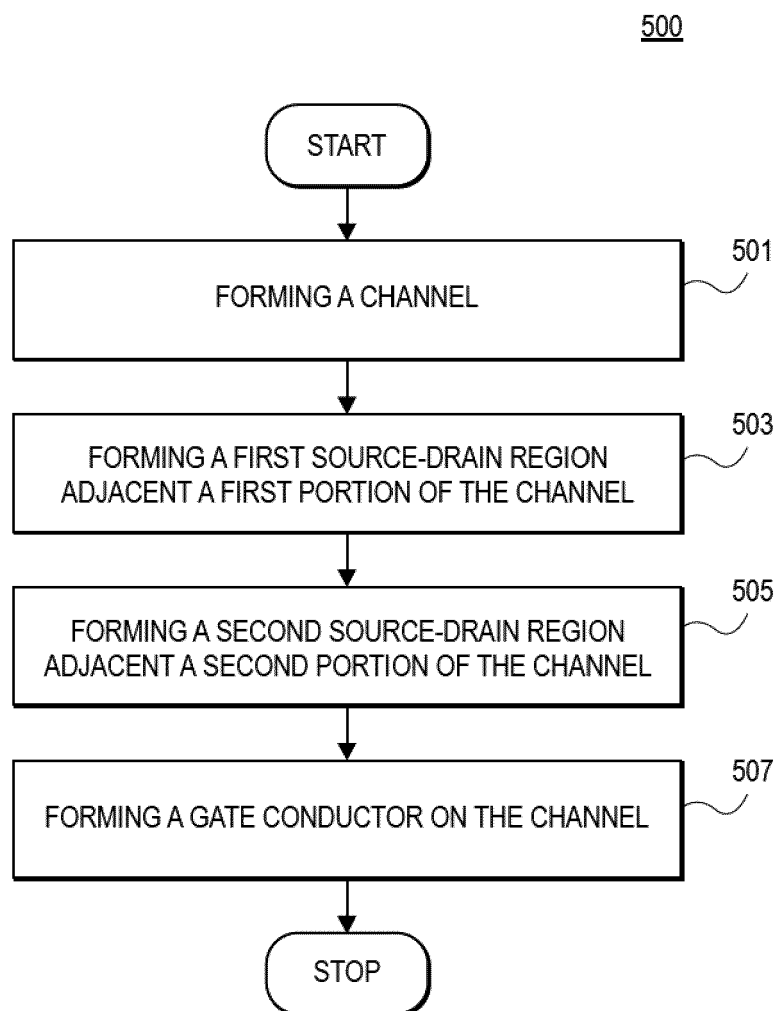 500
START
501
FORMING A CHANNEL
503
FORMING A FIRST SOURCE-DRAIN REGION
ADJACENT A FIRST PORTION OF THE CHANNEL
505
FORMING A SECOND SOURCE-DRAIN REGION
ADJACENT A SECOND PORTION OF THE CHANNEL
507
FORMING A GATE CONDUCTOR ON THE CHANNEL
STOP